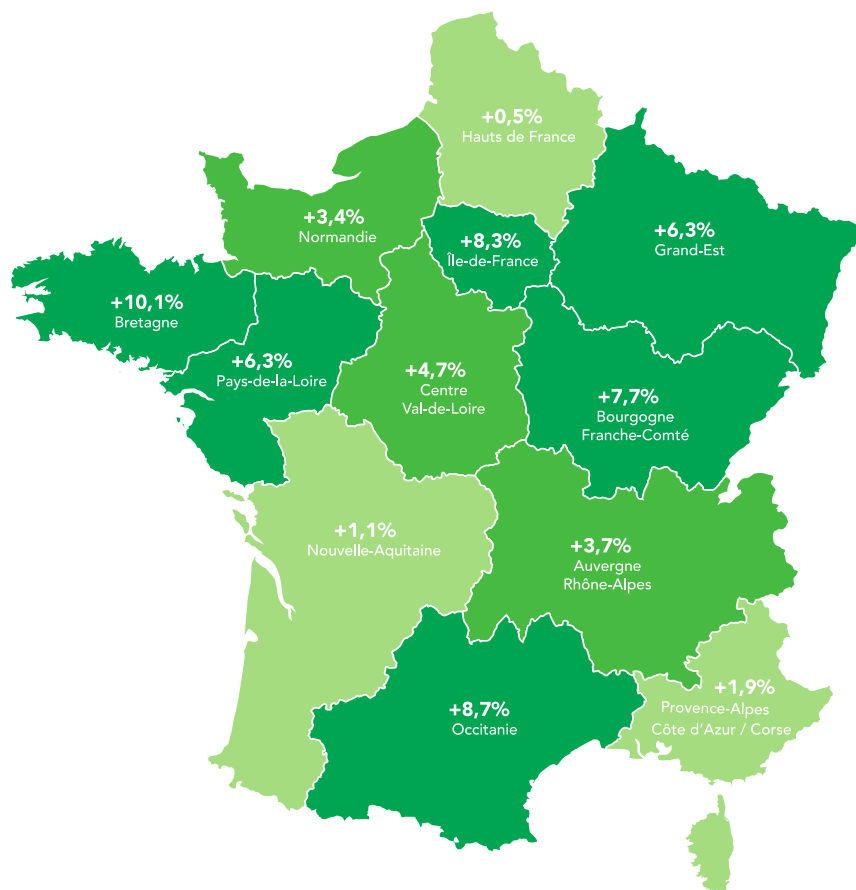 +0,5%
Hauts de France
+3,4%
Normandie
+8,3%
Île-de-France
+6,3%
Grand-Est
+10,1%
Bretagne
+6,3%
Pays-de-la-Loire
+4,7%
Centre
Val-de-Loire
+7,7%
Bourgogne
Franche-Comté
+1,1%
Nouvelle-Aquitaine
+3,7%
Auvergne
Rhône-Alpes
+8,7%
Occitanie
+1,9%
Provence-Alpes
Côte d'Azur / Corse